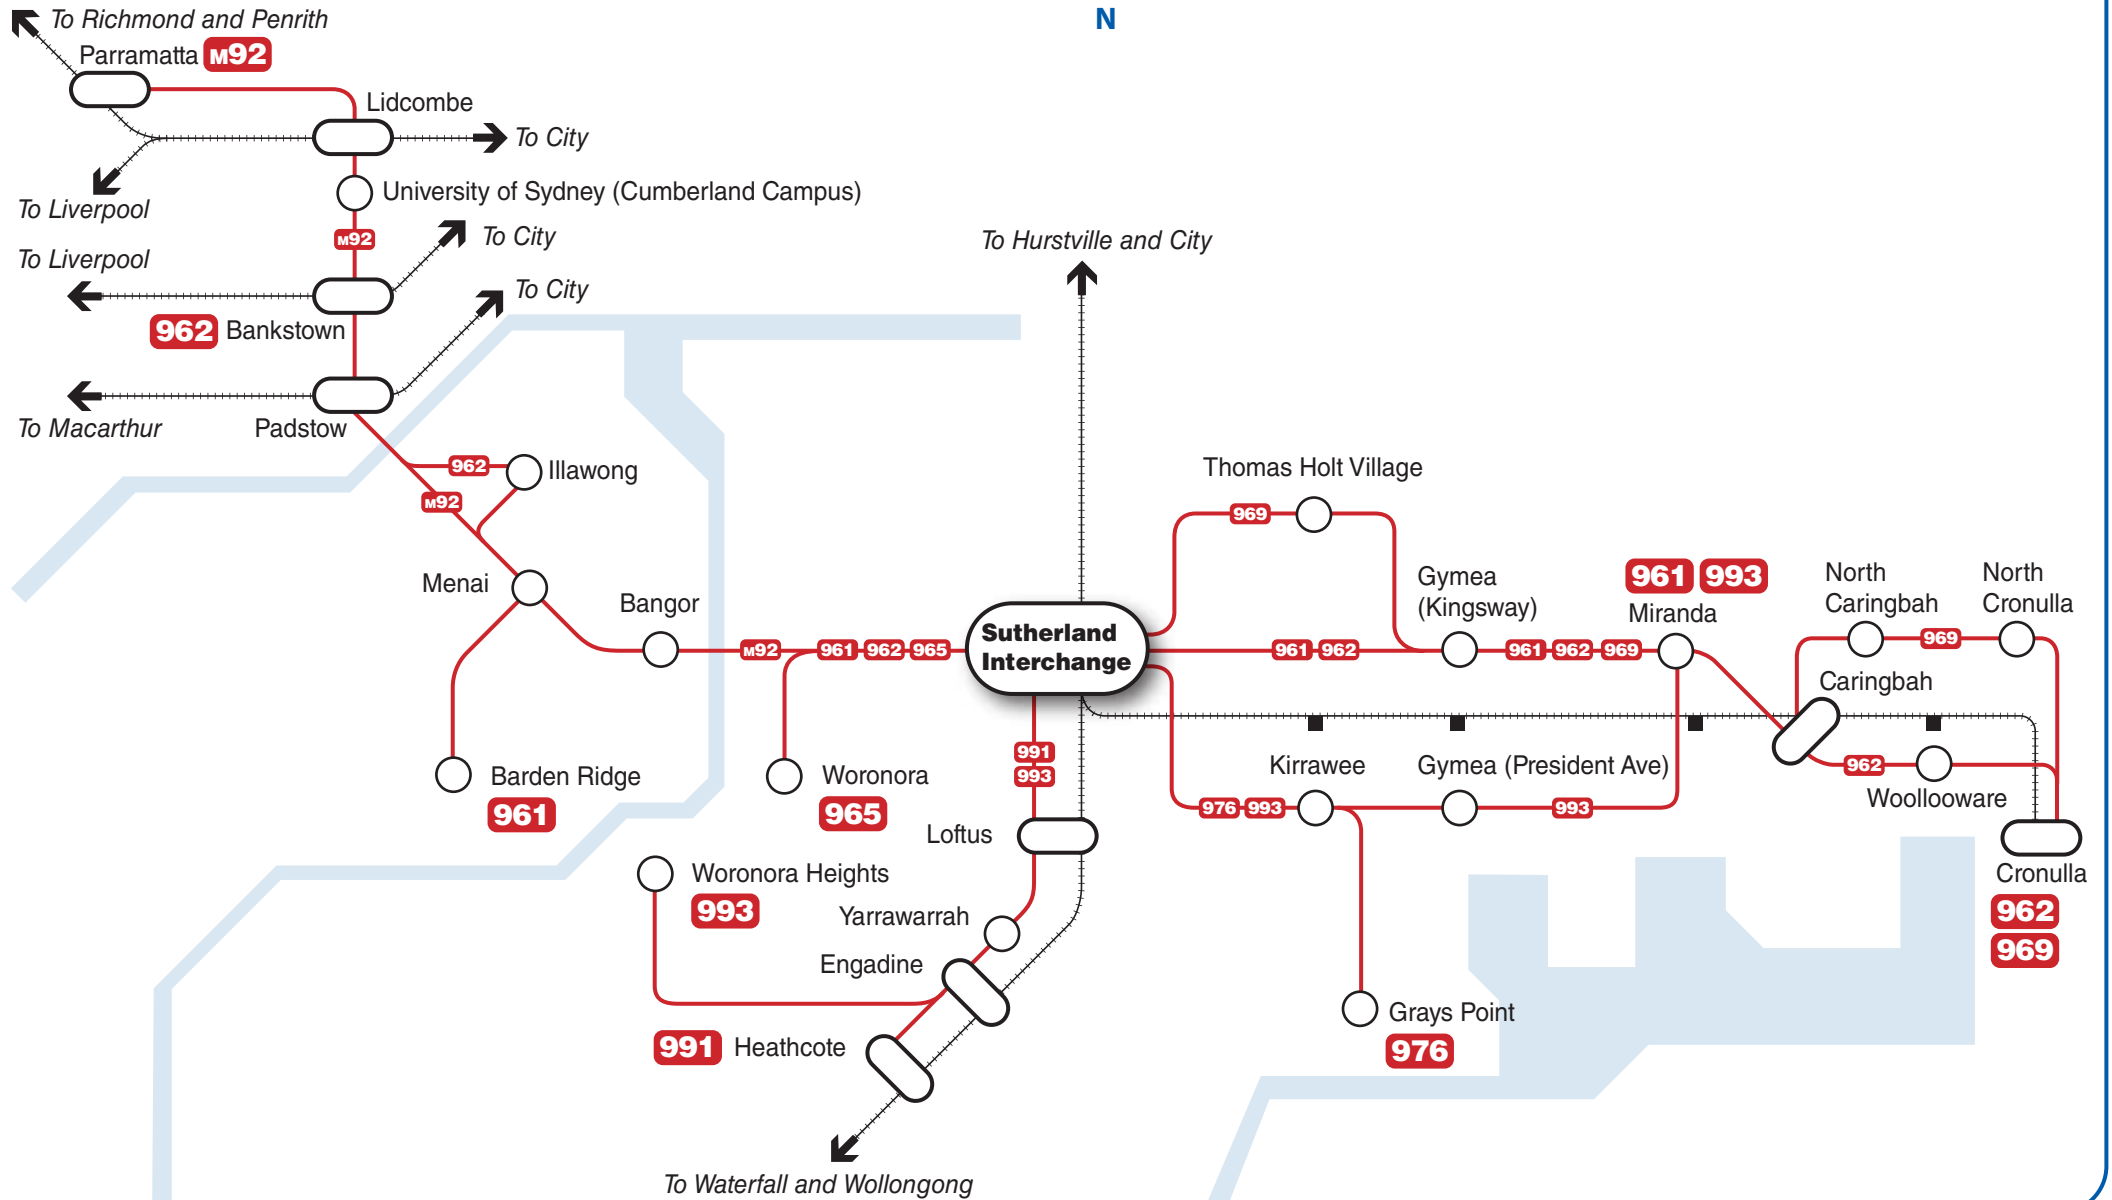 To Richmond and Penrith
N
Parramatta M92
Lidcombe
To City
University of Sydney (Cumberland Campus)
To Liverpool
M92
To City
To Hurstville and City
To Liverpool
To City
962 Bankstown
To Macarthur
Padstow
962
Illawong
M92
Thomas Holt Village
969
Menai
Bangor
Gymea
(Kingsway)
961 993
Miranda
North
Caringbah
North
Cronulla
969
Sutherland
Interchange
M92
961 962 965
961 962
961 962 969
Caringbah
991
993
Barden Ridge
961
Woronora
965
Kirrawee
Gymea (President Ave)
962
Woollooware
976 993
993
Loftus
Cronulla
962
969
Woronora Heights
993
Yarrawarrah
Engadine
Grays Point
976
991 Heathcote
To Waterfall and Wollongong